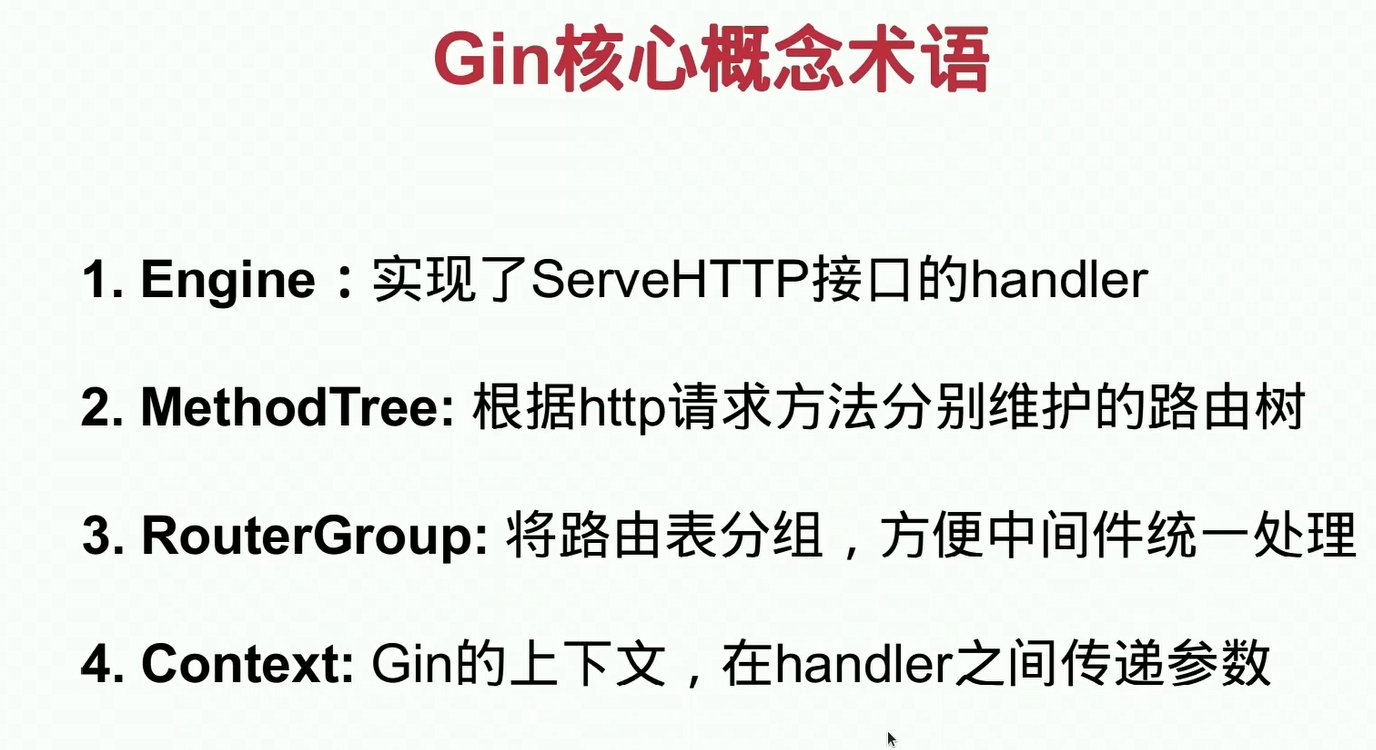 Gin核心概念术语
1. Engine：实现了ServeHTTP接口的handler
2. MethodTree: 根据http请求方法分别维护的路由树
3. RouterGroup: 将路由表分组，方便中间件统一处理
4. Context: Gin的上下文，在handler之间传递参数